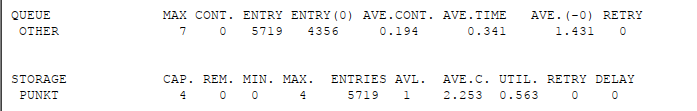 QUEUE MAX CONT. ENTRY ENTRY(0) AVE.CONT. AVE.TIME AVE.(-0) RETRY
OTHER 7 0 5719 4356 0.194 0.341 1.431 0
STORAGE CAP. REM. MIN. MAX. ENTRIES AVL. AVE.C. UTIL. RETRY DELAY
PUNKT 4 0 0 4 5719 1 2.253 0.563 0 0